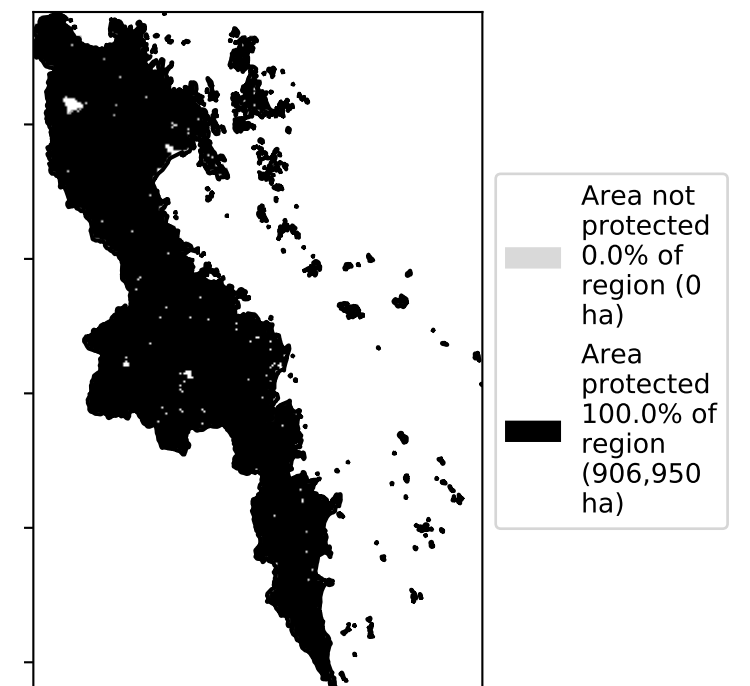 Area not
protected
0.0% of
region (0
ha)
Area
protected
100.0% of
region
(906,950
ha)